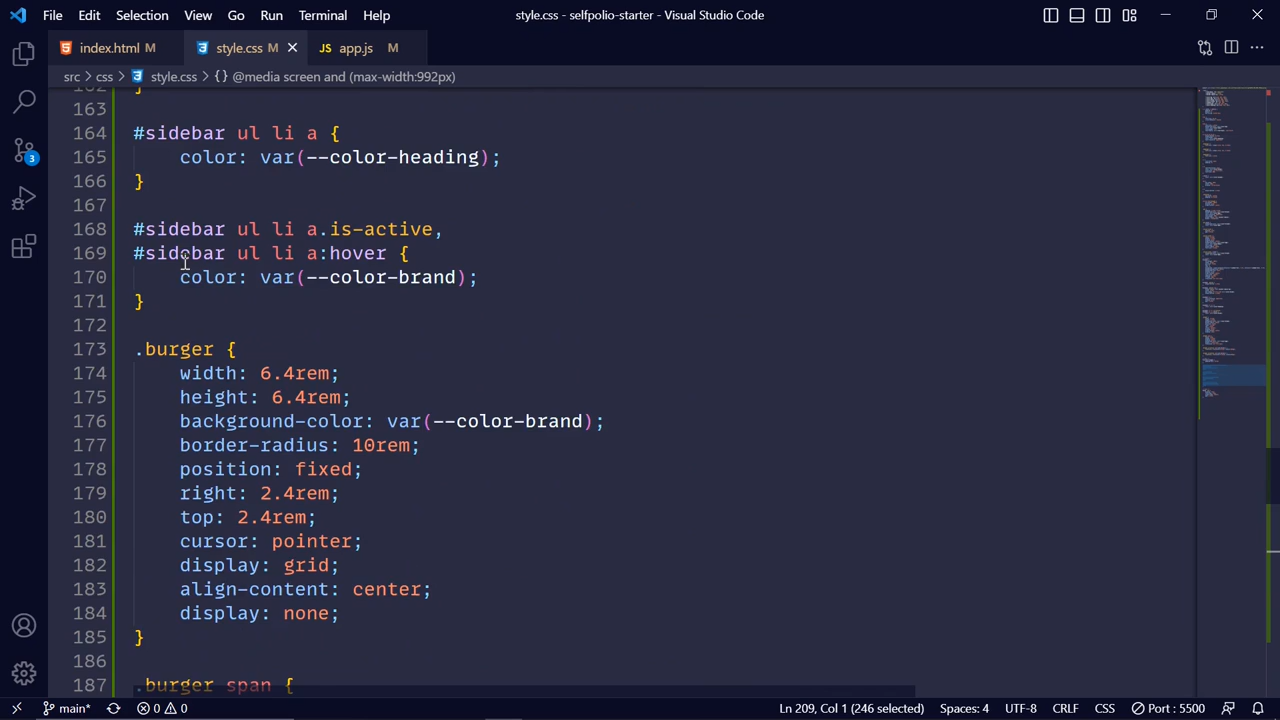 File Edit Selection View Go Run Terminal Help style.css - selfpolio-starter - Visual Studio Code
index.html M style.css M JS app.js M
src > css > style.css > {} @media screen and (max-width:992px)
162 }
163
164 #sidebar ul li a {
165 color: var(--color-heading);
166 }
167
168 #sidebar ul li a.is-active,
169 #sidebar ul li a:hover {
170 color: var(--color-brand);
171 }
172
173 .burger {
174 width: 6.4rem;
175 height: 6.4rem;
176 background-color: var(--color-brand);
177 border-radius: 10rem;
178 position: fixed;
179 right: 2.4rem;
180 top: 2.4rem;
181 cursor: pointer;
182 display: grid;
183 align-content: center;
184 display: none;
185 }
186
187 .burger span {
3
main* 0 0 Ln 209, Col 1 (246 selected) Spaces: 4 UTF-8 CRLF CSS Port : 5500